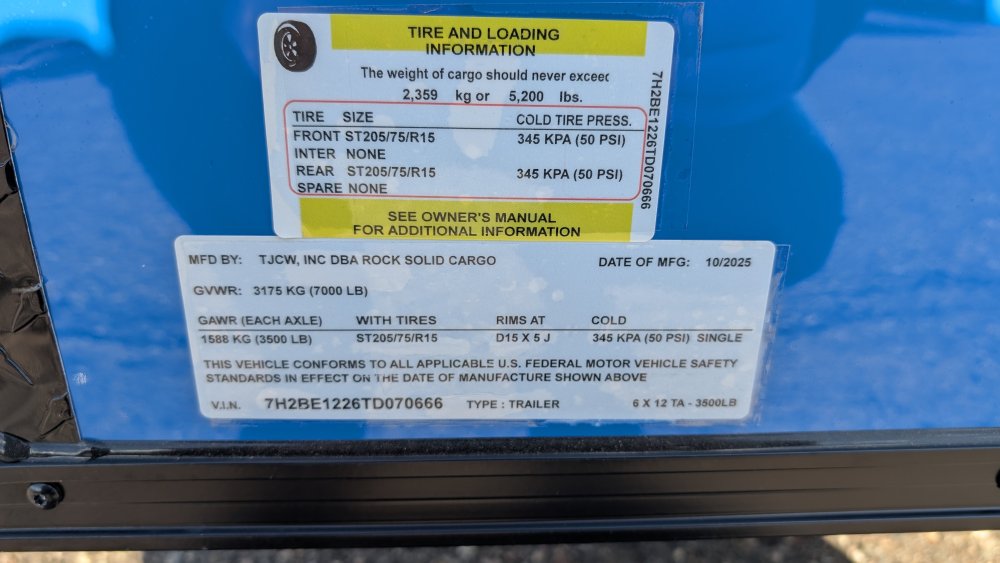 TIRE AND LOADING
INFORMATION
The weight of cargo should never exceed
2,359 kg or 5,200 lbs.
TIRE SIZE COLD TIRE PRESS.
FRONT ST205/75/R15 345 KPA (50 PSI)
INTER NONE
REAR ST205/75/R15 345 KPA (50 PSI)
SPARE NONE
SEE OWNER'S MANUAL
FOR ADDITIONAL INFORMATION
7H2BE1226TD070666
MFD BY: TJCW, INC DBA ROCK SOLID CARGO DATE OF MFG: 10/2025
GVWR: 3175 KG (7000 LB)
GAWR (EACH AXLE) WITH TIRES RIMS AT COLD
1588 KG (3500 LB) ST205/75/R15 D15 X 5 J 345 KPA (50 PSI) SINGLE
THIS VEHICLE CONFORMS TO ALL APPLICABLE U.S. FEDERAL MOTOR VEHICLE SAFETY
STANDARDS IN EFFECT ON THE DATE OF MANUFACTURE SHOWN ABOVE
V.I.N. 7H2BE1226TD070666 TYPE : TRAILER 6 X 12 TA - 3500LB